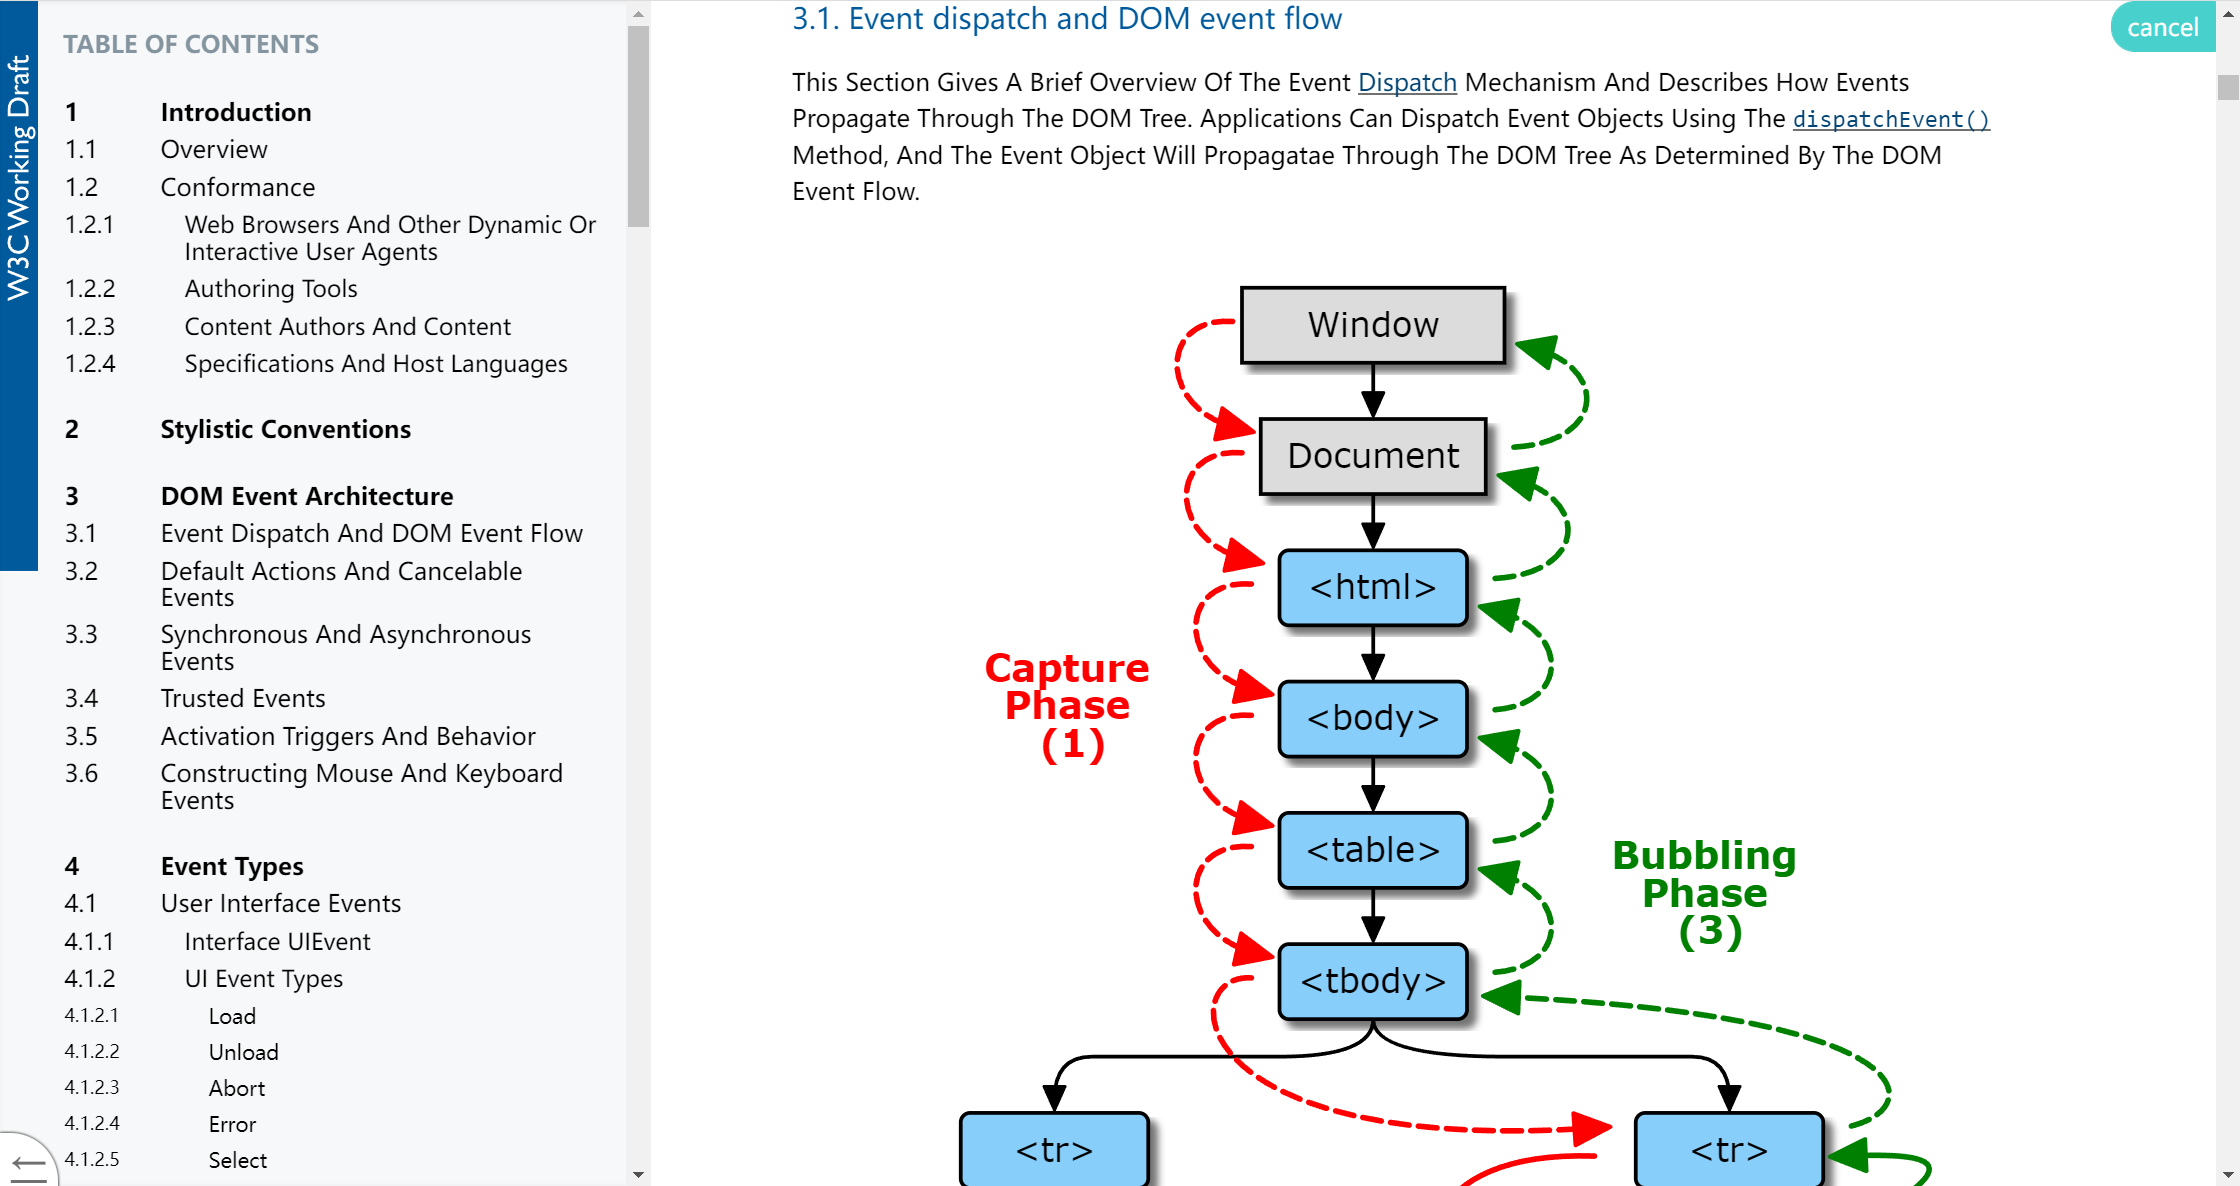 W3C Working Draft
TABLE OF CONTENTS
1 Introduction
1.1 Overview
1.2 Conformance
1.2.1 Web Browsers And Other Dynamic Or
Interactive User Agents
1.2.2 Authoring Tools
1.2.3 Content Authors And Content
1.2.4 Specifications And Host Languages
2 Stylistic Conventions
3 DOM Event Architecture
3.1 Event Dispatch And DOM Event Flow
3.2 Default Actions And Cancelable
Events
3.3 Synchronous And Asynchronous
Events
3.4 Trusted Events
3.5 Activation Triggers And Behavior
3.6 Constructing Mouse And Keyboard
Events
4 Event Types
4.1 User Interface Events
4.1.1 Interface UIEvent
4.1.2 UI Event Types
4.1.2.1 Load
4.1.2.2 Unload
4.1.2.3 Abort
4.1.2.4 Error
4.1.2.5 Select
3.1. Event dispatch and DOM event flow
cancel
This Section Gives A Brief Overview Of The Event Dispatch Mechanism And Describes How Events
Propagate Through The DOM Tree. Applications Can Dispatch Event Objects Using The dispatchEvent()
Method, And The Event Object Will Propagatae Through The DOM Tree As Determined By The DOM
Event Flow.
Window
Document
<html>
Capture
Phase
(1)
<body>
<table>
Bubbling
Phase
(3)
<tbody>
<tr>
<tr>